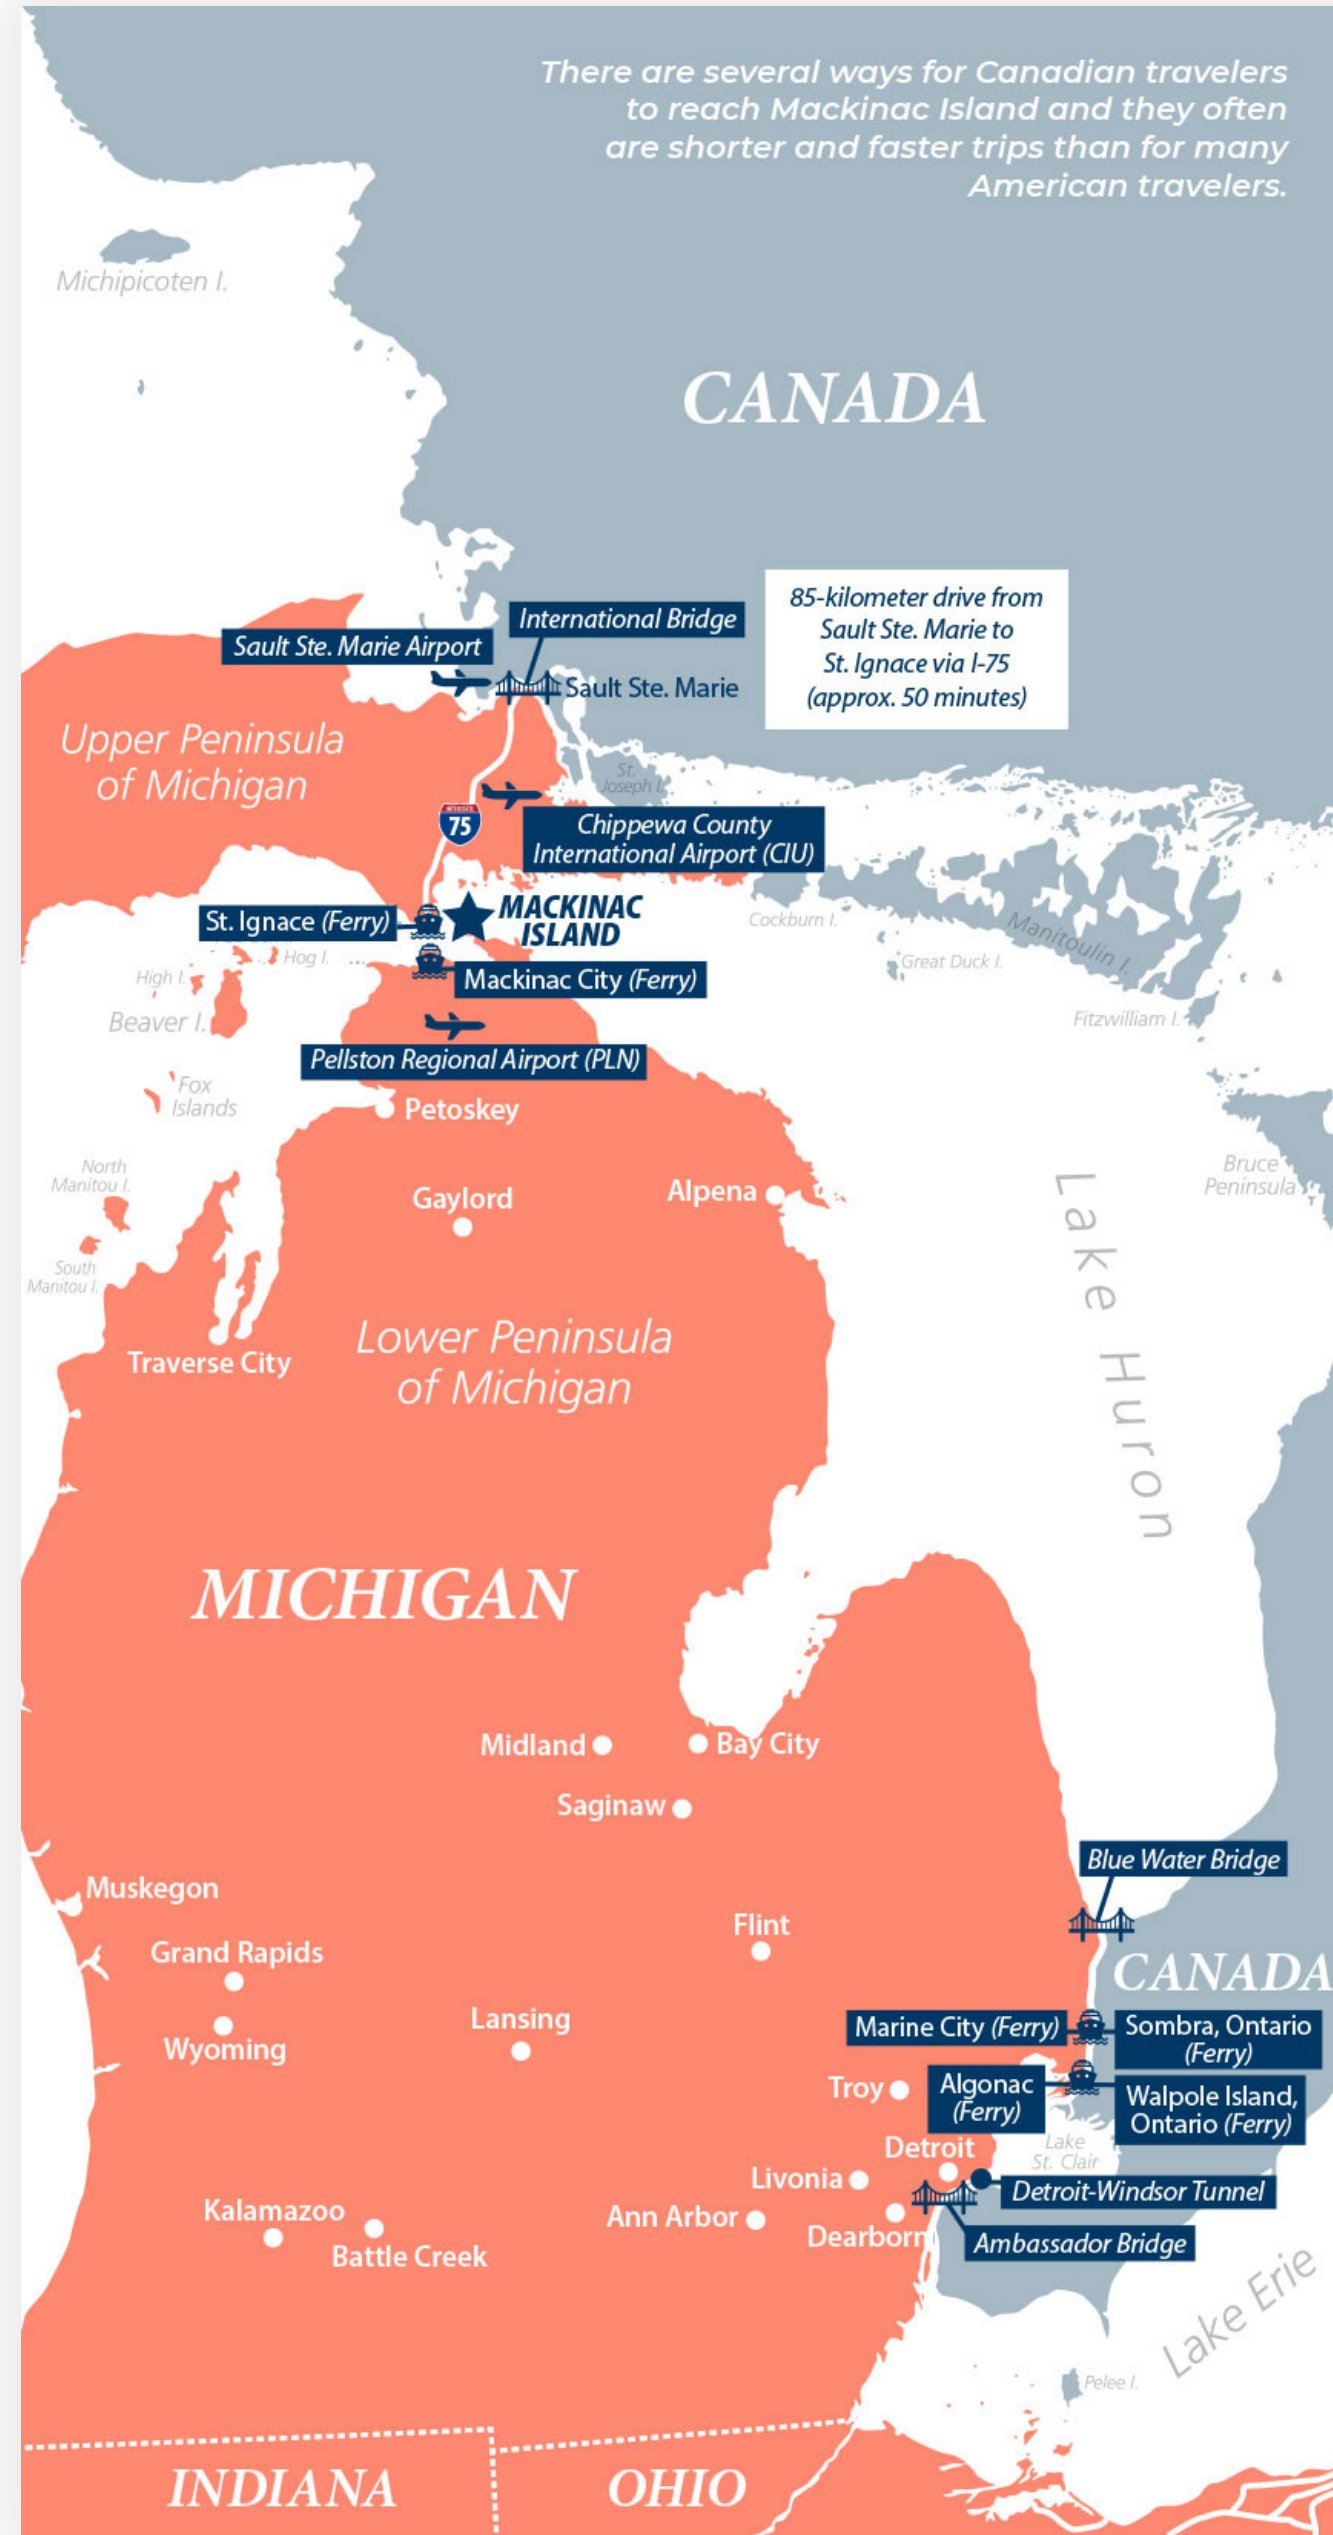 There are several ways for Canadian travelers
to reach Mackinac Island and they often
are shorter and faster trips than for many
American travelers.
Michipicoten I.
CANADA
85-kilometer drive from
Sault Ste. Marie to
St. Ignace via I-75
(approx. 50 minutes)
International Bridge
Sault Ste. Marie Airport
Sault Ste. Marie
Upper Peninsula
of Michigan
St.
Joseph I.
INTERSTATE
75
Chippewa County
International Airport (CIU)
MACKINAC
ISLAND
St. Ignace (Ferry)
Cockburn I.
Manitoulin I.
Great Duck I.
Hog I.
High I.
Mackinac City (Ferry)
Beaver I.
Fitzwilliam I.
Pellston Regional Airport (PLN)
Fox
Islands
Petoskey
North
Manitou I.
Bruce
Peninsula
Gaylord
Alpena
Lake Huron
South
Manitou I.
Traverse City
Lower Peninsula
of Michigan
MICHIGAN
Midland
Bay City
Saginaw
Blue Water Bridge
Muskegon
Flint
Grand Rapids
CANADA
Lansing
Wyoming
Marine City (Ferry)
Sombra, Ontario
(Ferry)
Troy
Algonac
(Ferry)
Walpole Island,
Ontario (Ferry)
Detroit
Lake
St. Clair
Livonia
Detroit-Windsor Tunnel
Kalamazoo
Ann Arbor
Dearborn
Ambassador Bridge
Battle Creek
Lake Erie
Pelee I.
INDIANA
OHIO